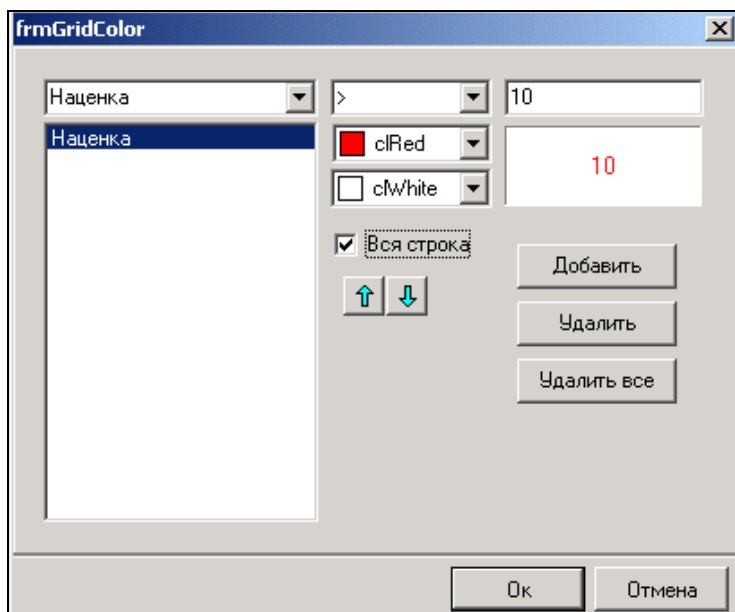 frmGridColor
Наценка > 10
Наценка
clRed
10
clWhite
Вся строка
Добавить
Удалить
Удалить все
Ок Отмена